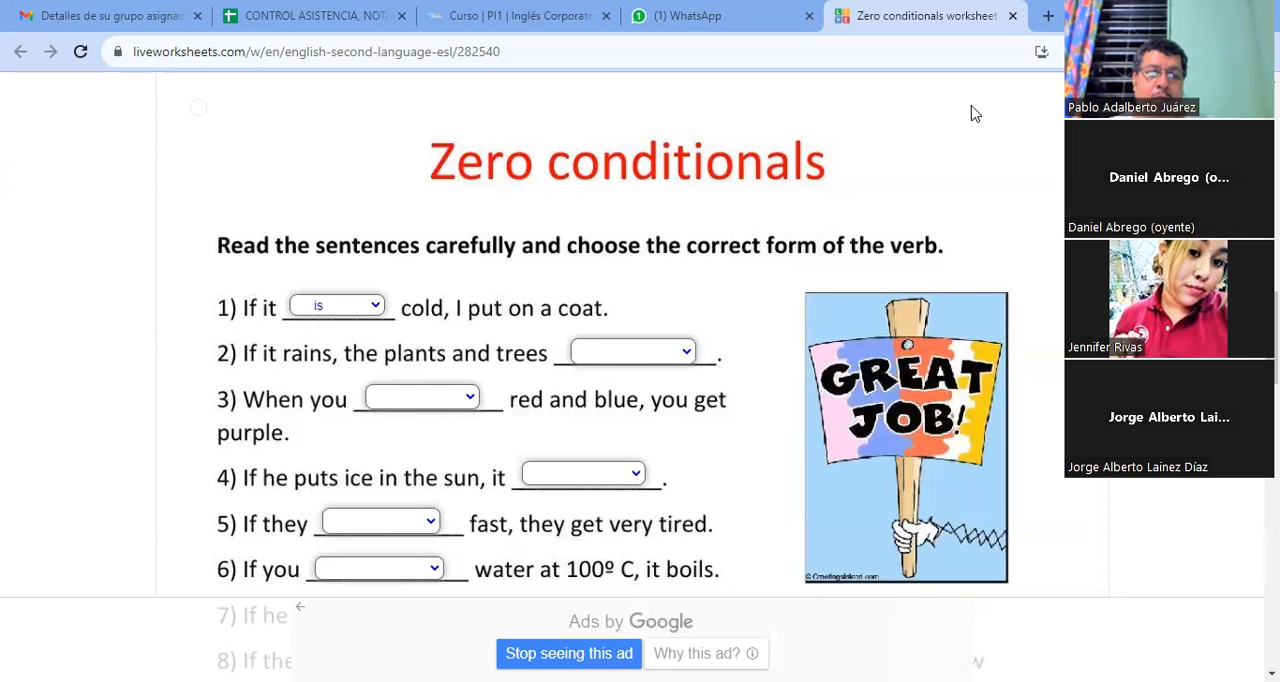 Detalles de su grupo asignad
CONTROL ASISTENCIA, NOTA
Curso | PI1 | Inglés Corporati
(1) WhatsApp
Zero conditionals worksheet
liveworksheets.com/w/en/english-second-language-esl/282540
Zero conditionals
Read the sentences carefully and choose the correct form of the verb.
1) If it is cold, I put on a coat.
2) If it rains, the plants and trees .
3) When you red and blue, you get
purple.
4) If he puts ice in the sun, it .
5) If they fast, they get very tired.
6) If you water at 100º C, it boils.
7) If he
8) If the w
GREAT
JOB!
Ads by Google
Stop seeing this ad
Why this ad?
Pablo Adalberto Juárez
Daniel Abrego (o...
Daniel Abrego (oyente)
Jennifer Rivas
Jorge Alberto Lai...
Jorge Alberto Lainez Díaz